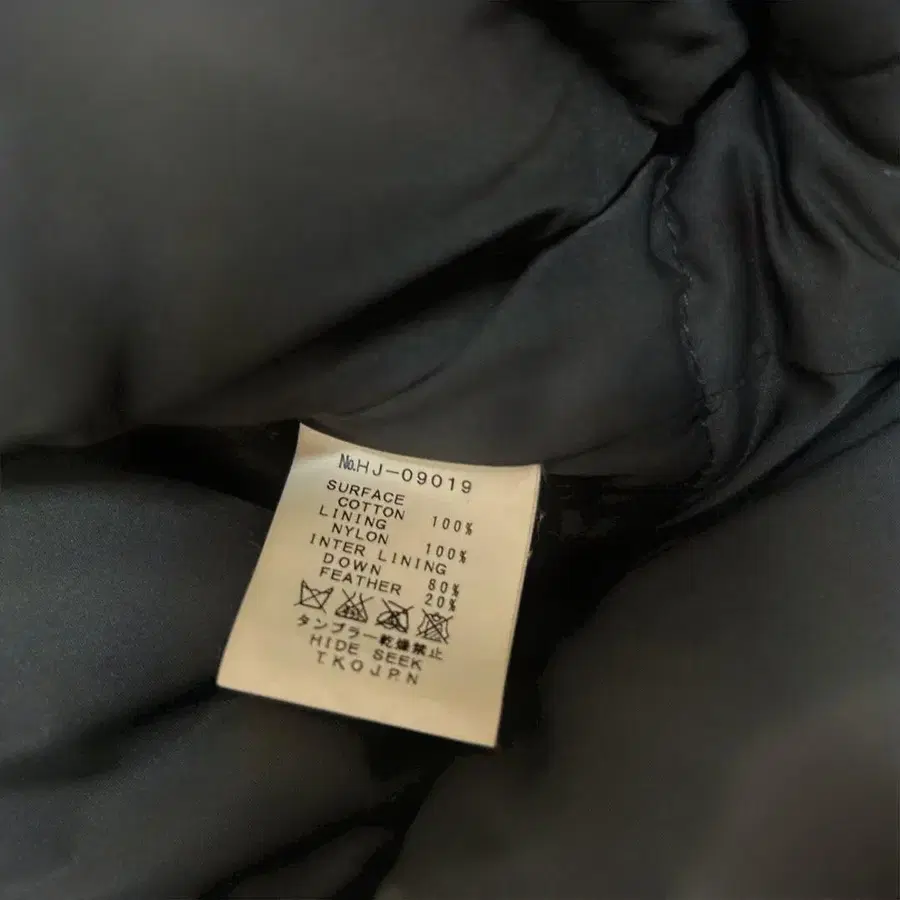 No.HJ-09019
SURFACE
COTTON 100%
LINING
NYLON 100%
INTER LINING
DOWN 80%
FEATHER 20%
タンブラー乾燥禁止
HIDE SEEK
T.K.O.J.P.N